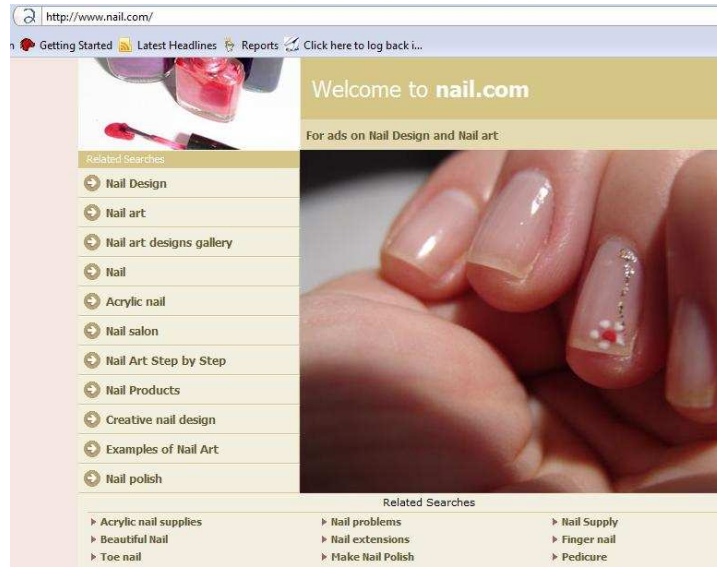 http://www.nail.com/
Getting Started Latest Headlines Reports Click here to log back i...
Welcome to nail.com
For ads on Nail Design and Nail art
Related Searches
Nail Design
Nail art
Nail art designs gallery
Nail
Acrylic nail
Nail salon
Nail Art Step by Step
Nail Products
Creative nail design
Examples of Nail Art
Nail polish
Related Searches
Acrylic nail supplies Nail problems Nail Supply
Beautiful Nail Nail extensions Finger nail
Toe nail Make Nail Polish Pedicure